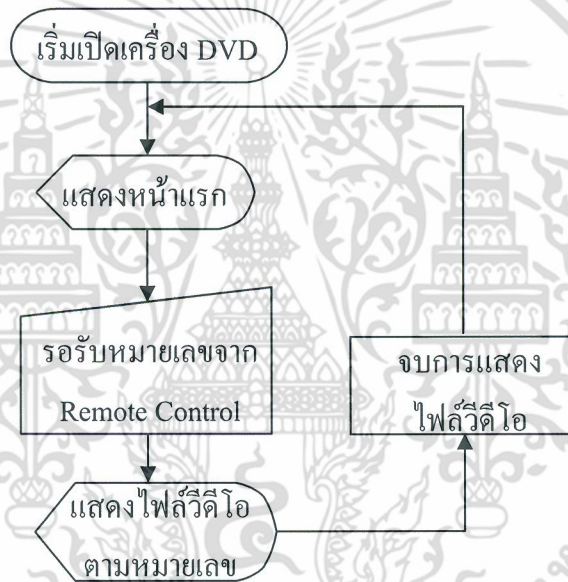 เริ่มเปิดเครื่อง DVD
แสดงหน้าแรก
รอรับหมายเลขจาก
Remote Control
แสดงไฟล์วีดีโอ
ตามหมายเลข
จบการแสดง
ไฟล์วีดีโอ